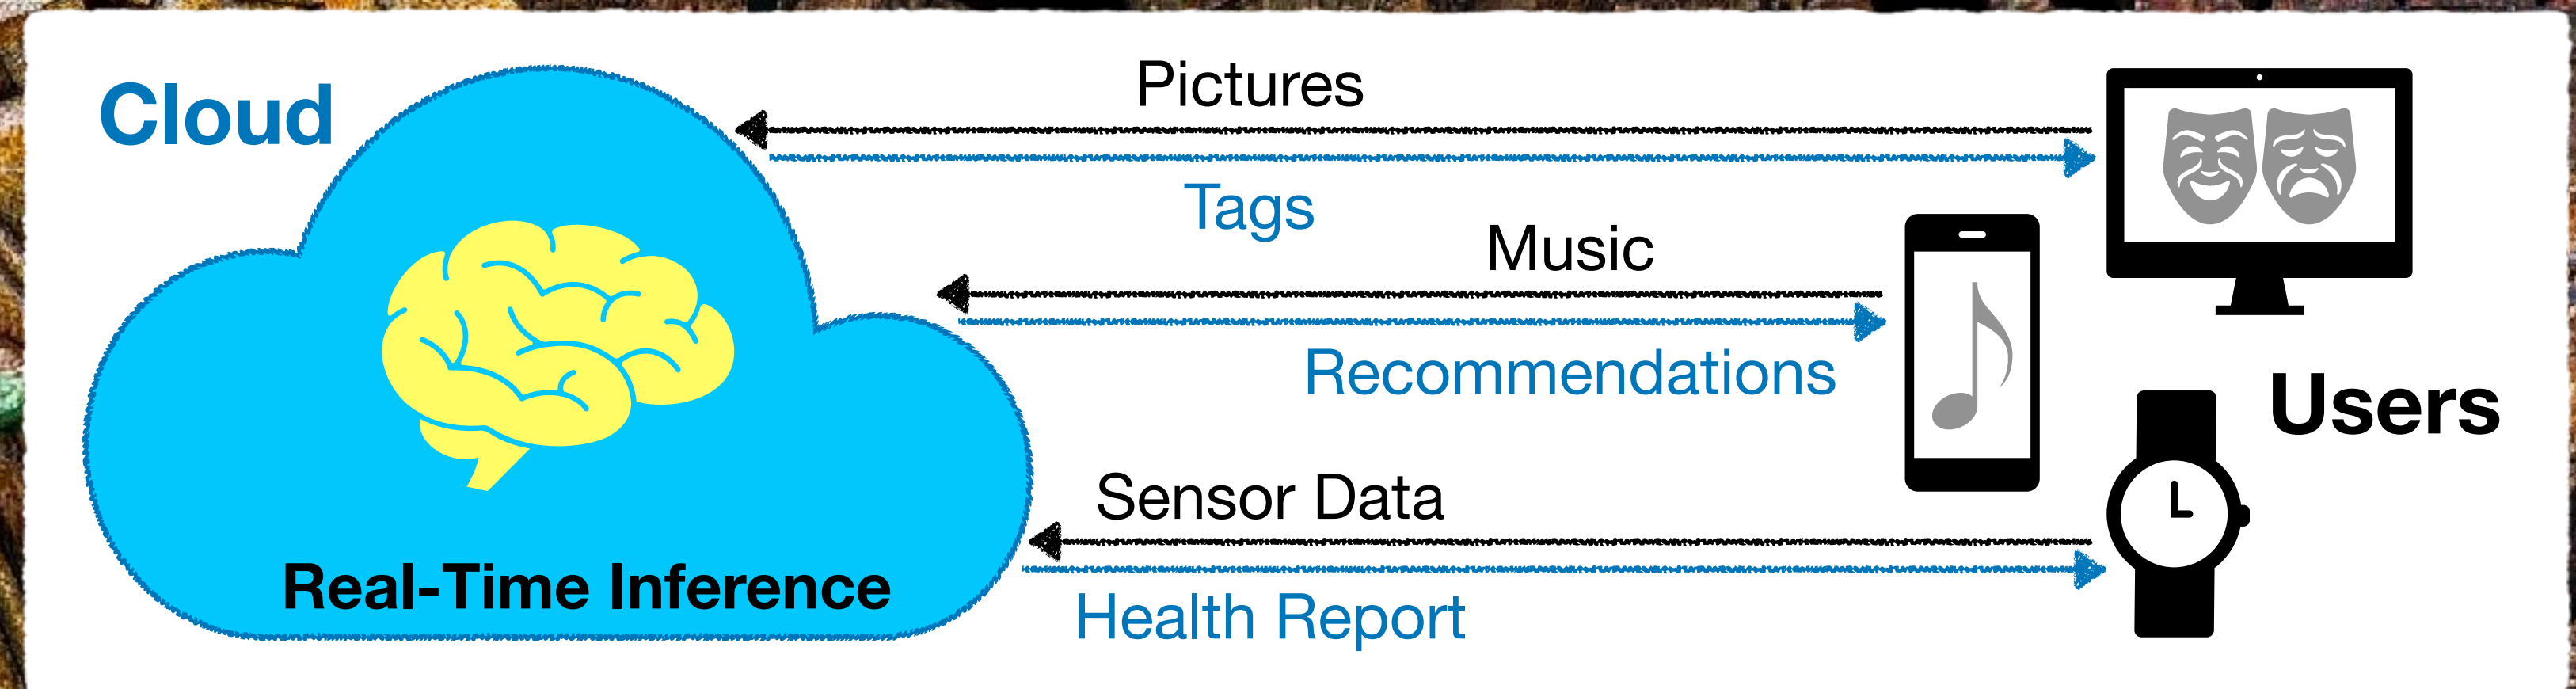 Cloud
Pictures
Tags
Music
Recommendations
Users
Sensor Data
Real-Time Inference
Health Report